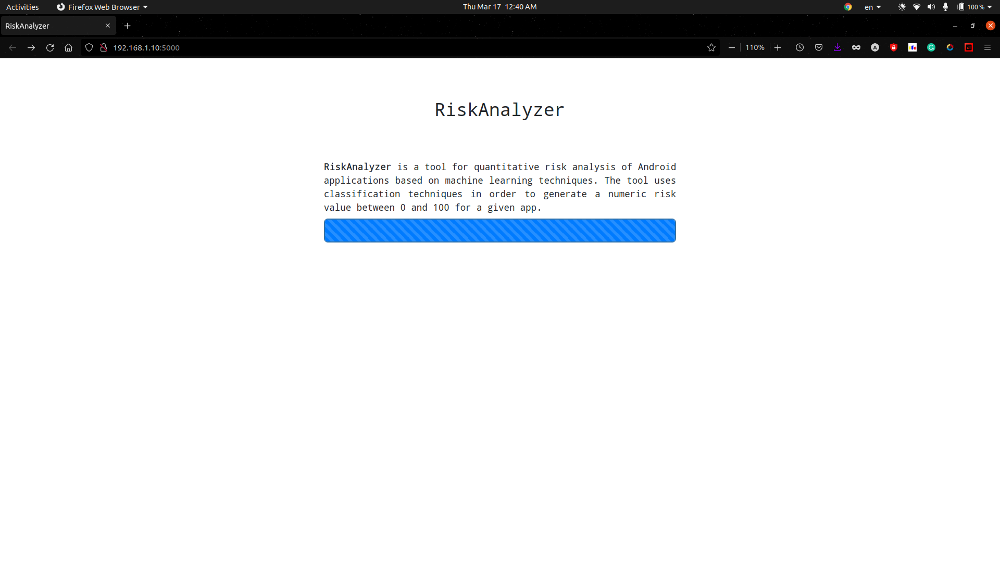 Activities
Firefox Web Browser
Thu Mar 17 12:40 AM
en
100 %
RiskAnalyzer
192.168.1.10:5000
110%
RiskAnalyzer
RiskAnalyzer is a tool for quantitative risk analysis of Android
applications based on machine learning techniques. The tool uses
classification techniques in order to generate a numeric risk
value between 0 and 100 for a given app.